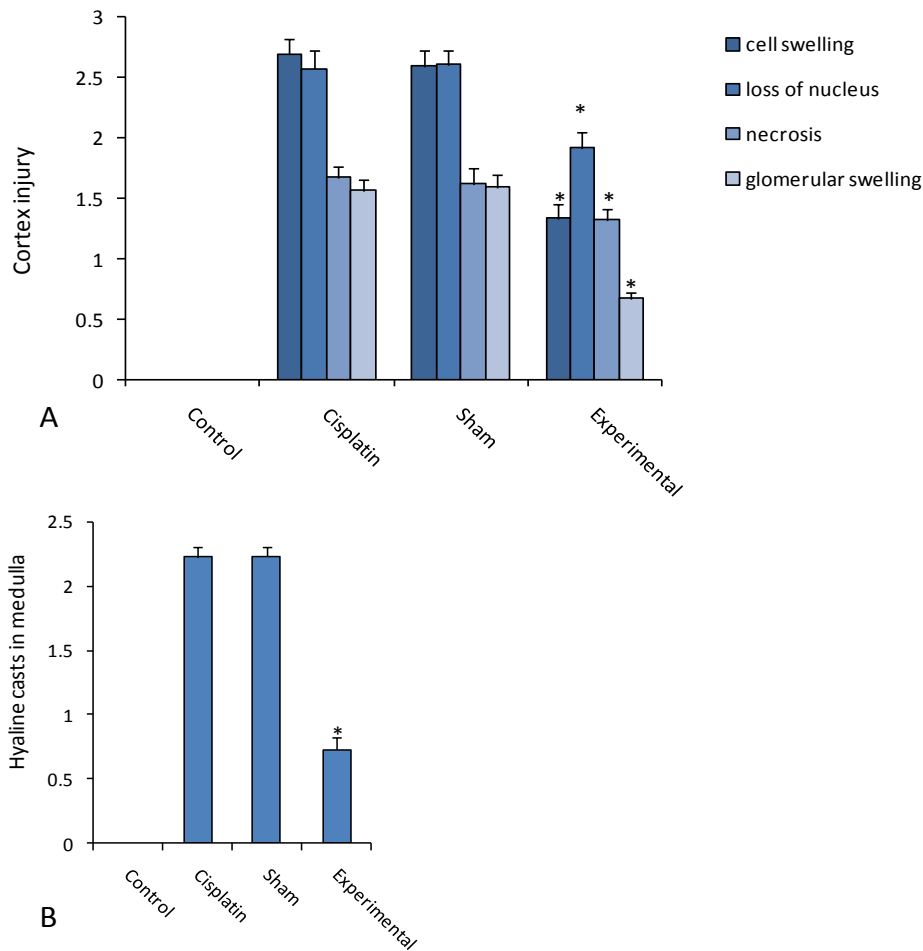 3
2.5
2
1.5
1
0.5
0
Cortex injury
cell swelling
loss of nucleus
necrosis
glomerular swelling
*
*
*
*
Control
Cisplatin
Sham
Experimental
A
2.5
2
1.5
1
0.5
0
Hyaline casts in medulla
*
Control
Cisplatin
Sham
Experimental
B